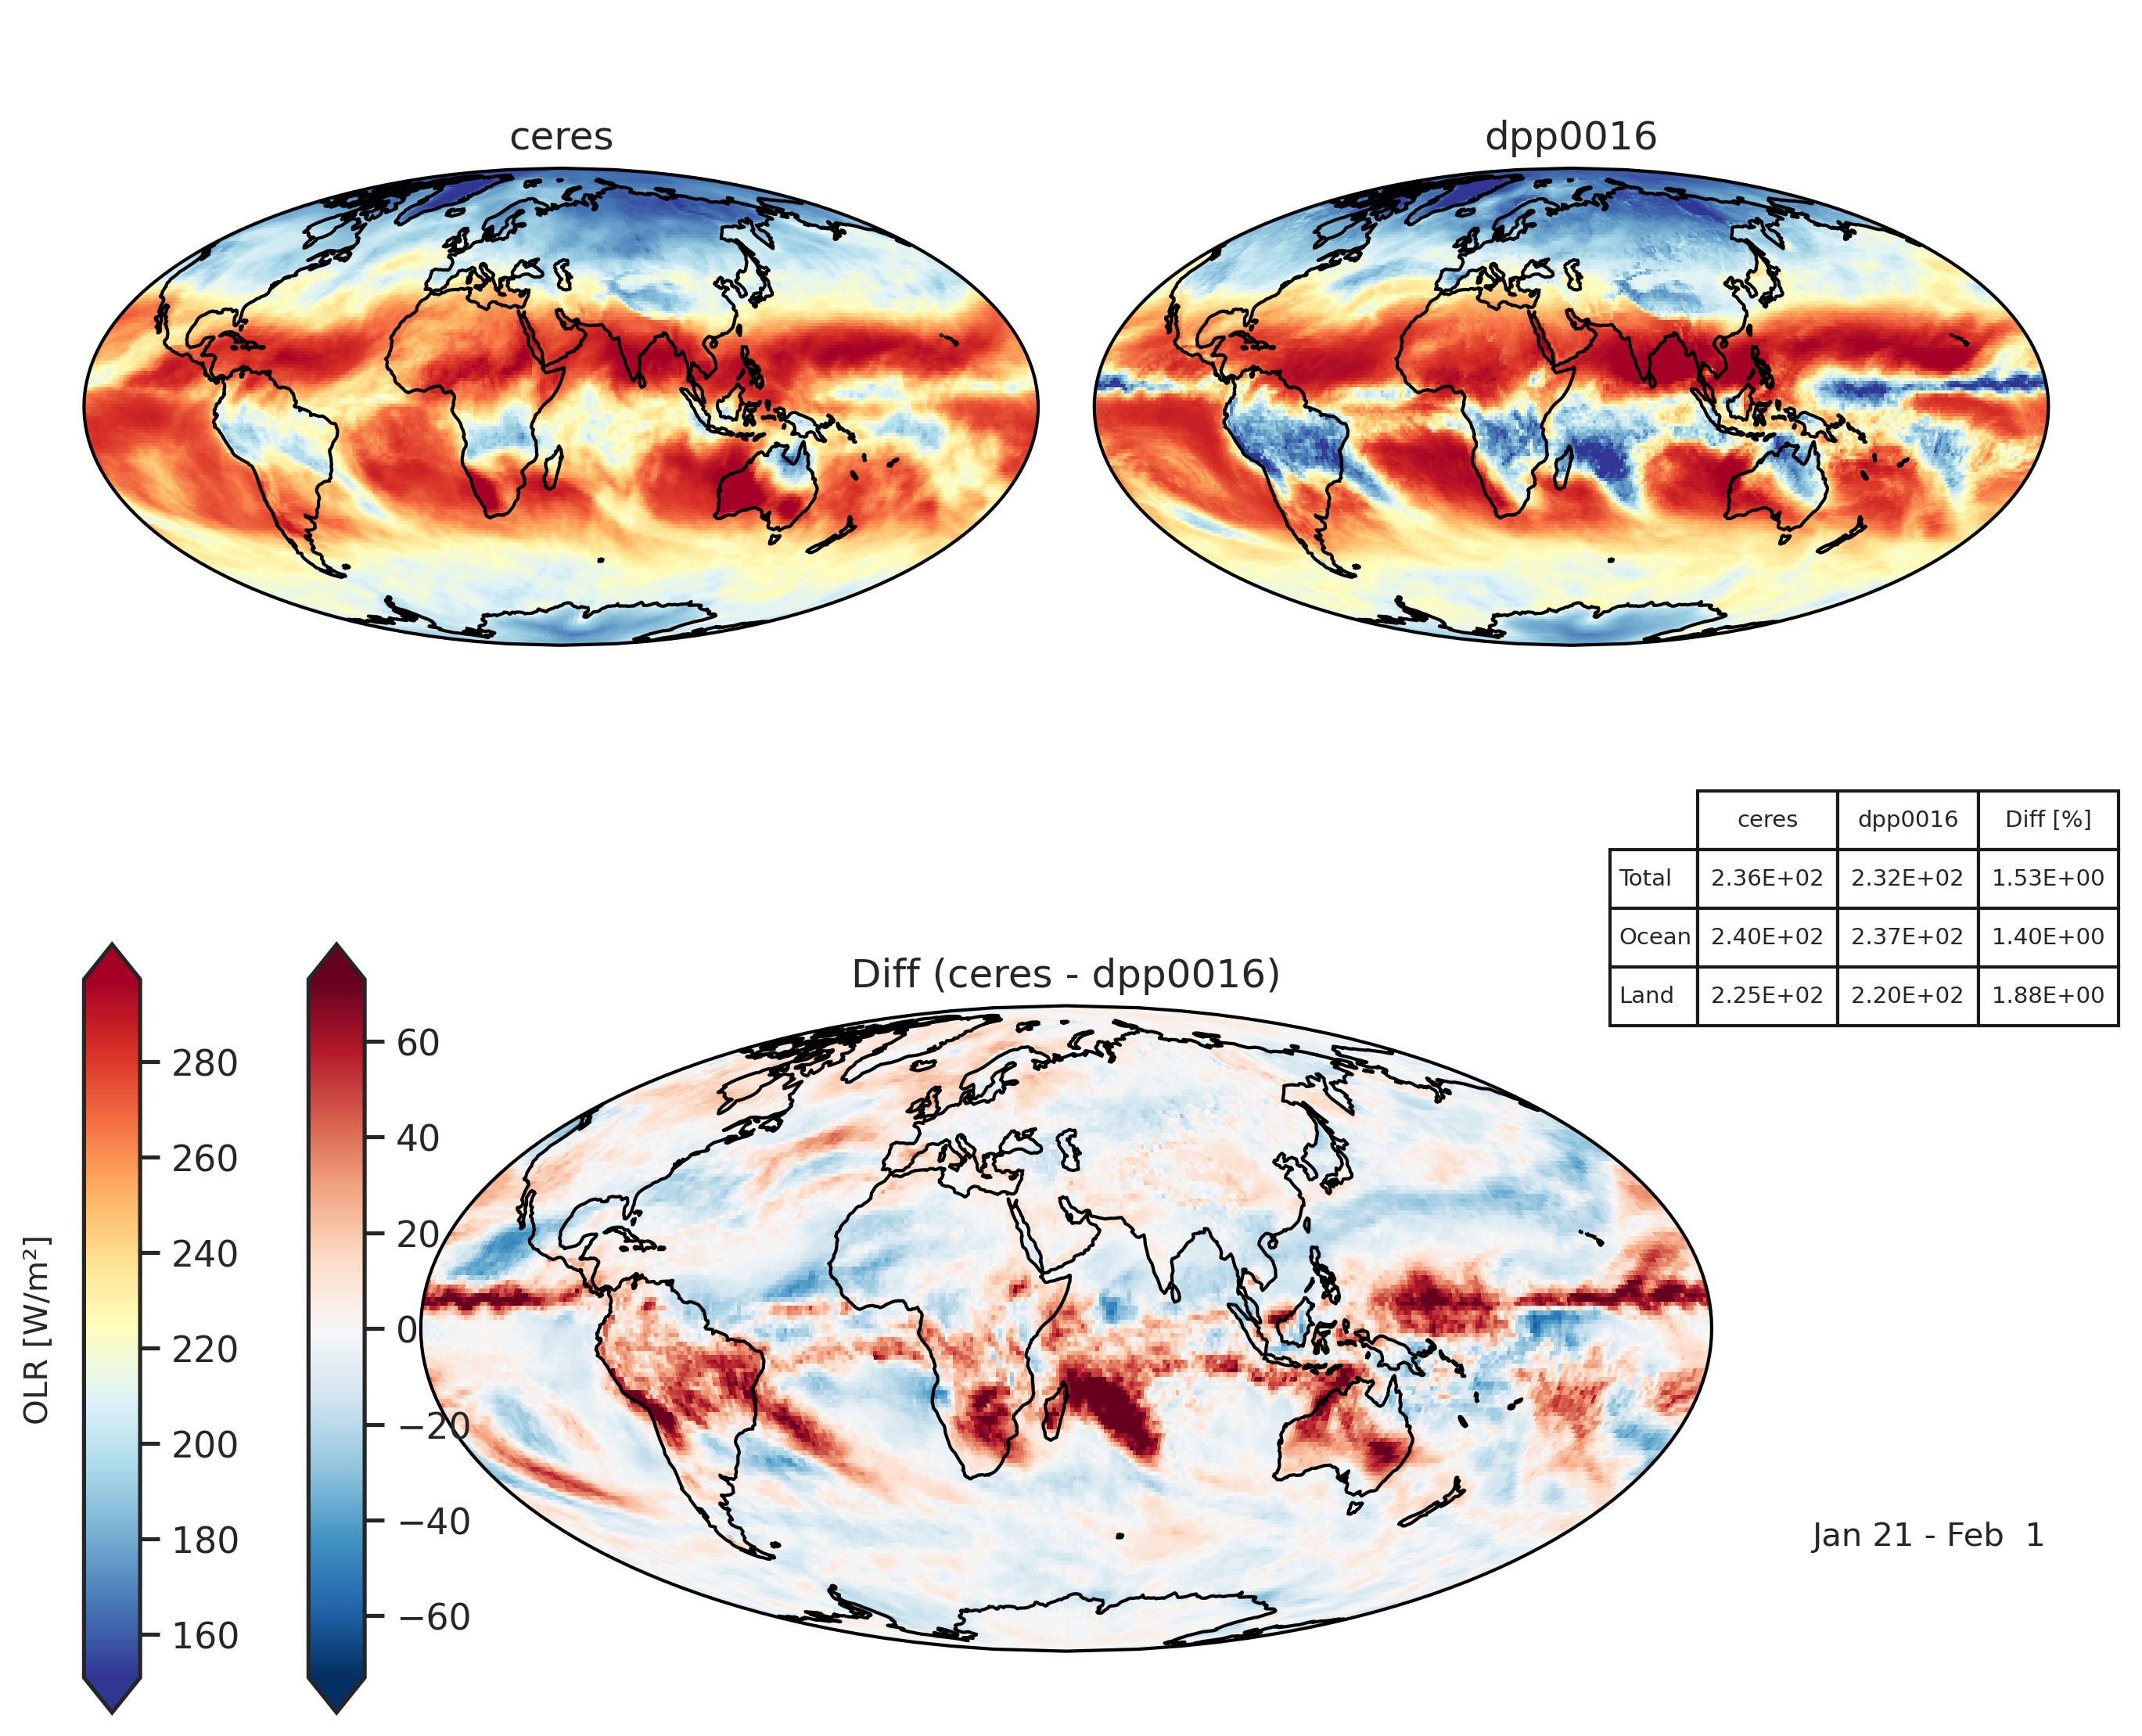 ceres
dpp0016
ceres dpp0016 Diff [%]
Total 2.36E+02 2.32E+02 1.53E+00
Ocean 2.40E+02 2.37E+02 1.40E+00
Land 2.25E+02 2.20E+02 1.88E+00
Diff (ceres - dpp0016)
OLR [W/m²]
280
260
240
220
200
180
160
60
40
20
0
−20
−40
−60
Jan 21 - Feb  1